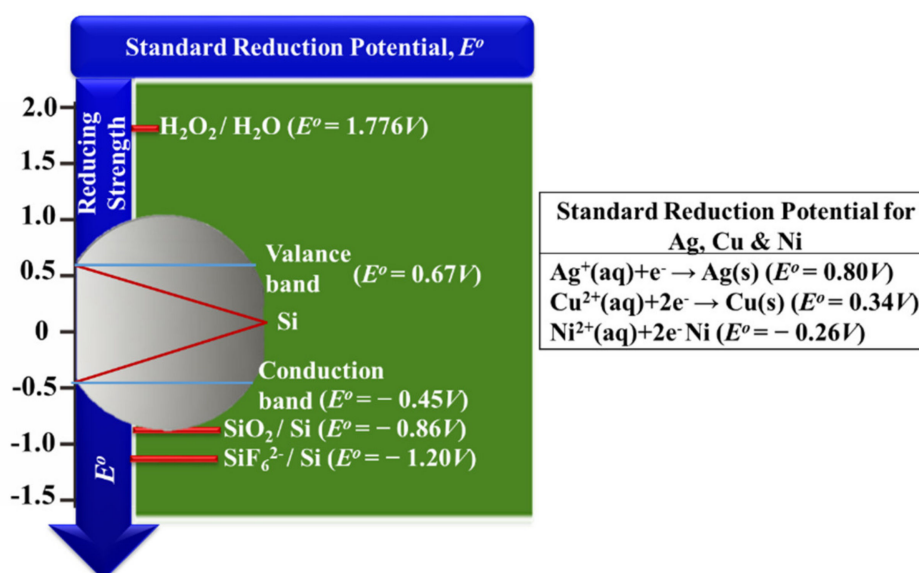 Standard Reduction Potential, Eº
2.0
1.5
1.0
0.5
0
-0.5
-1.0
-1.5
Reducing
Strength
Eº
H₂O₂ / H₂O (Eº = 1.776V)
Valance
band (Eº = 0.67V)
Si
Conduction
band (Eº = − 0.45V)
SiO₂ / Si (Eº = − 0.86V)
SiF₆²⁻ / Si (Eº = − 1.20V)
Standard Reduction Potential for
Ag, Cu & Ni
Ag⁺(aq)+e⁻ → Ag(s) (Eº = 0.80V)
Cu²⁺(aq)+2e⁻ → Cu(s) (Eº = 0.34V)
Ni²⁺(aq)+2e⁻ Ni (Eº = − 0.26V)